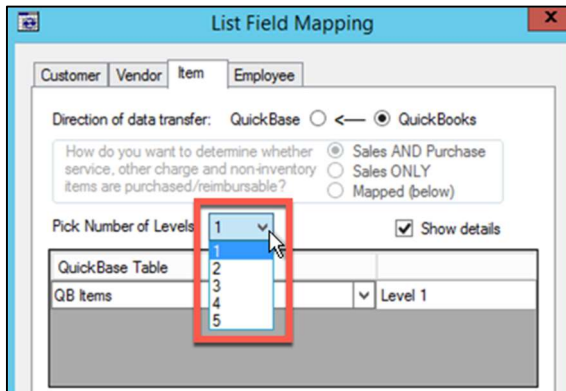 List Field Mapping
x
Customer Vendor Item Employee
Direction of data transfer: QuickBase <— QuickBooks
How do you want to determine whether
service, other charge and non-inventory
items are purchased/reimbursable?
Sales AND Purchase
Sales ONLY
Mapped (below)
Pick Number of Levels 1 Show details
1
2
3
4
5
QuickBase Table
QB Items Level 1